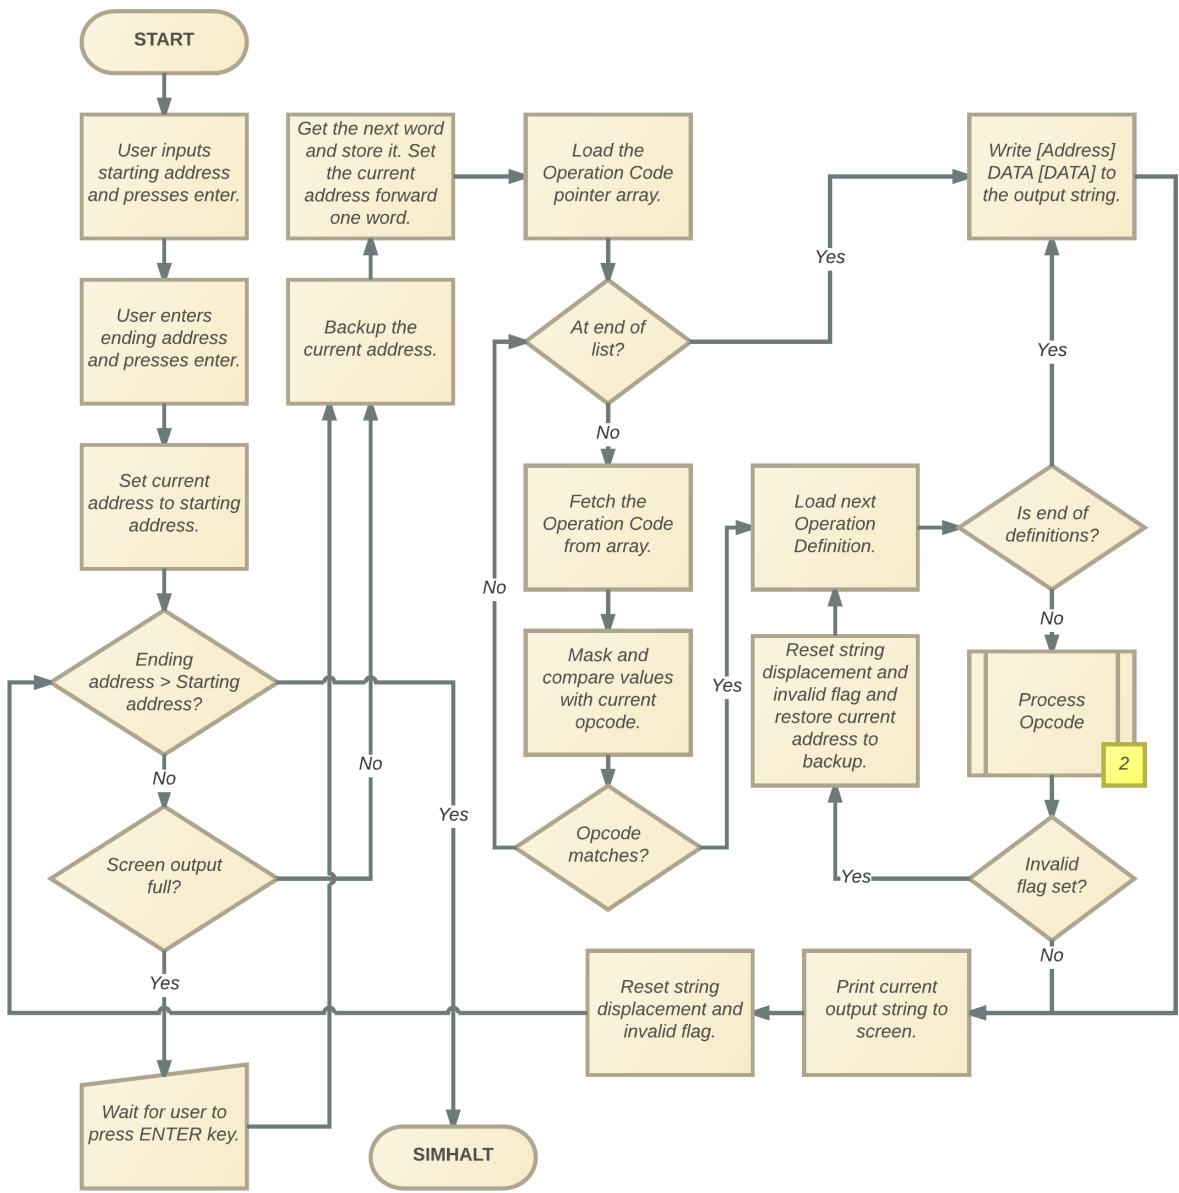 START
User inputs
starting address
and presses enter.
User enters
ending address
and presses enter.
Set current
address to starting
address.
Ending
address > Starting
address?
No
Yes
Screen output
full?
No
Yes
Wait for user to
press ENTER key.
SIMHALT
Backup the
current address.
Get the next word
and store it. Set
the current
address forward
one word.
Load the
Operation Code
pointer array.
At end of
list?
Yes
No
Fetch the
Operation Code
from array.
Mask and
compare values
with current
opcode.
Opcode
matches?
No
Yes
Load next
Operation
Definition.
Is end of
definitions?
Yes
No
Write [Address]
DATA [DATA] to
the output string.
Process
Opcode
2
Invalid
flag set?
Yes
No
Reset string
displacement and
invalid flag and
restore current
address to
backup.
Print current
output string to
screen.
Reset string
displacement and
invalid flag.